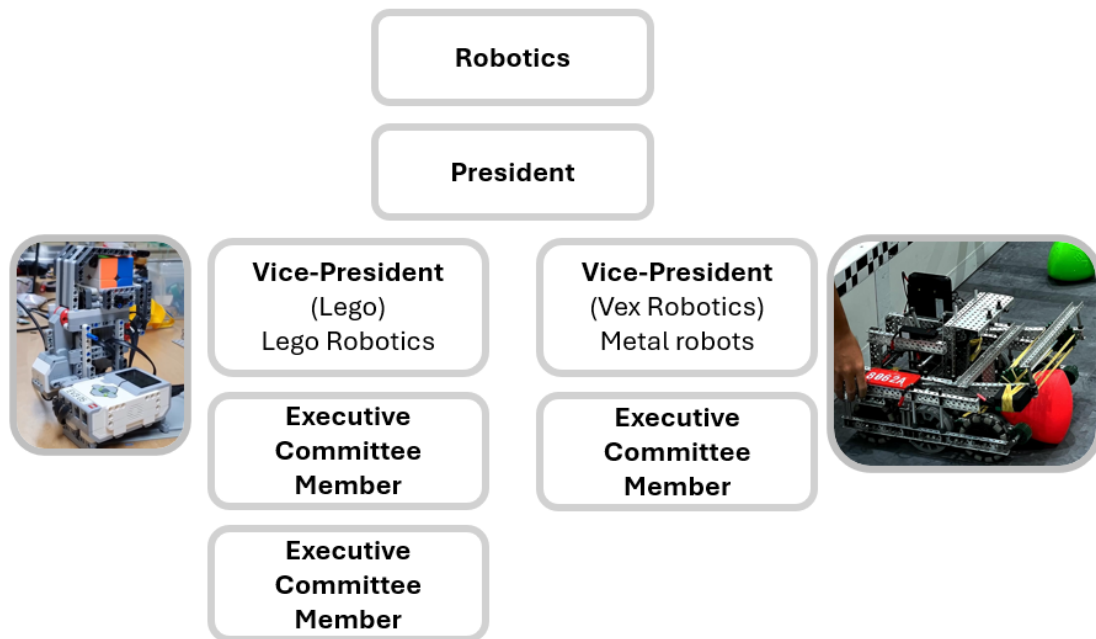 Robotics
President
Vice-President
(Lego)
Lego Robotics
Vice-President
(Vex Robotics)
Metal robots
8862A
Executive
Committee
Member
Executive
Committee
Member
Executive
Committee
Member